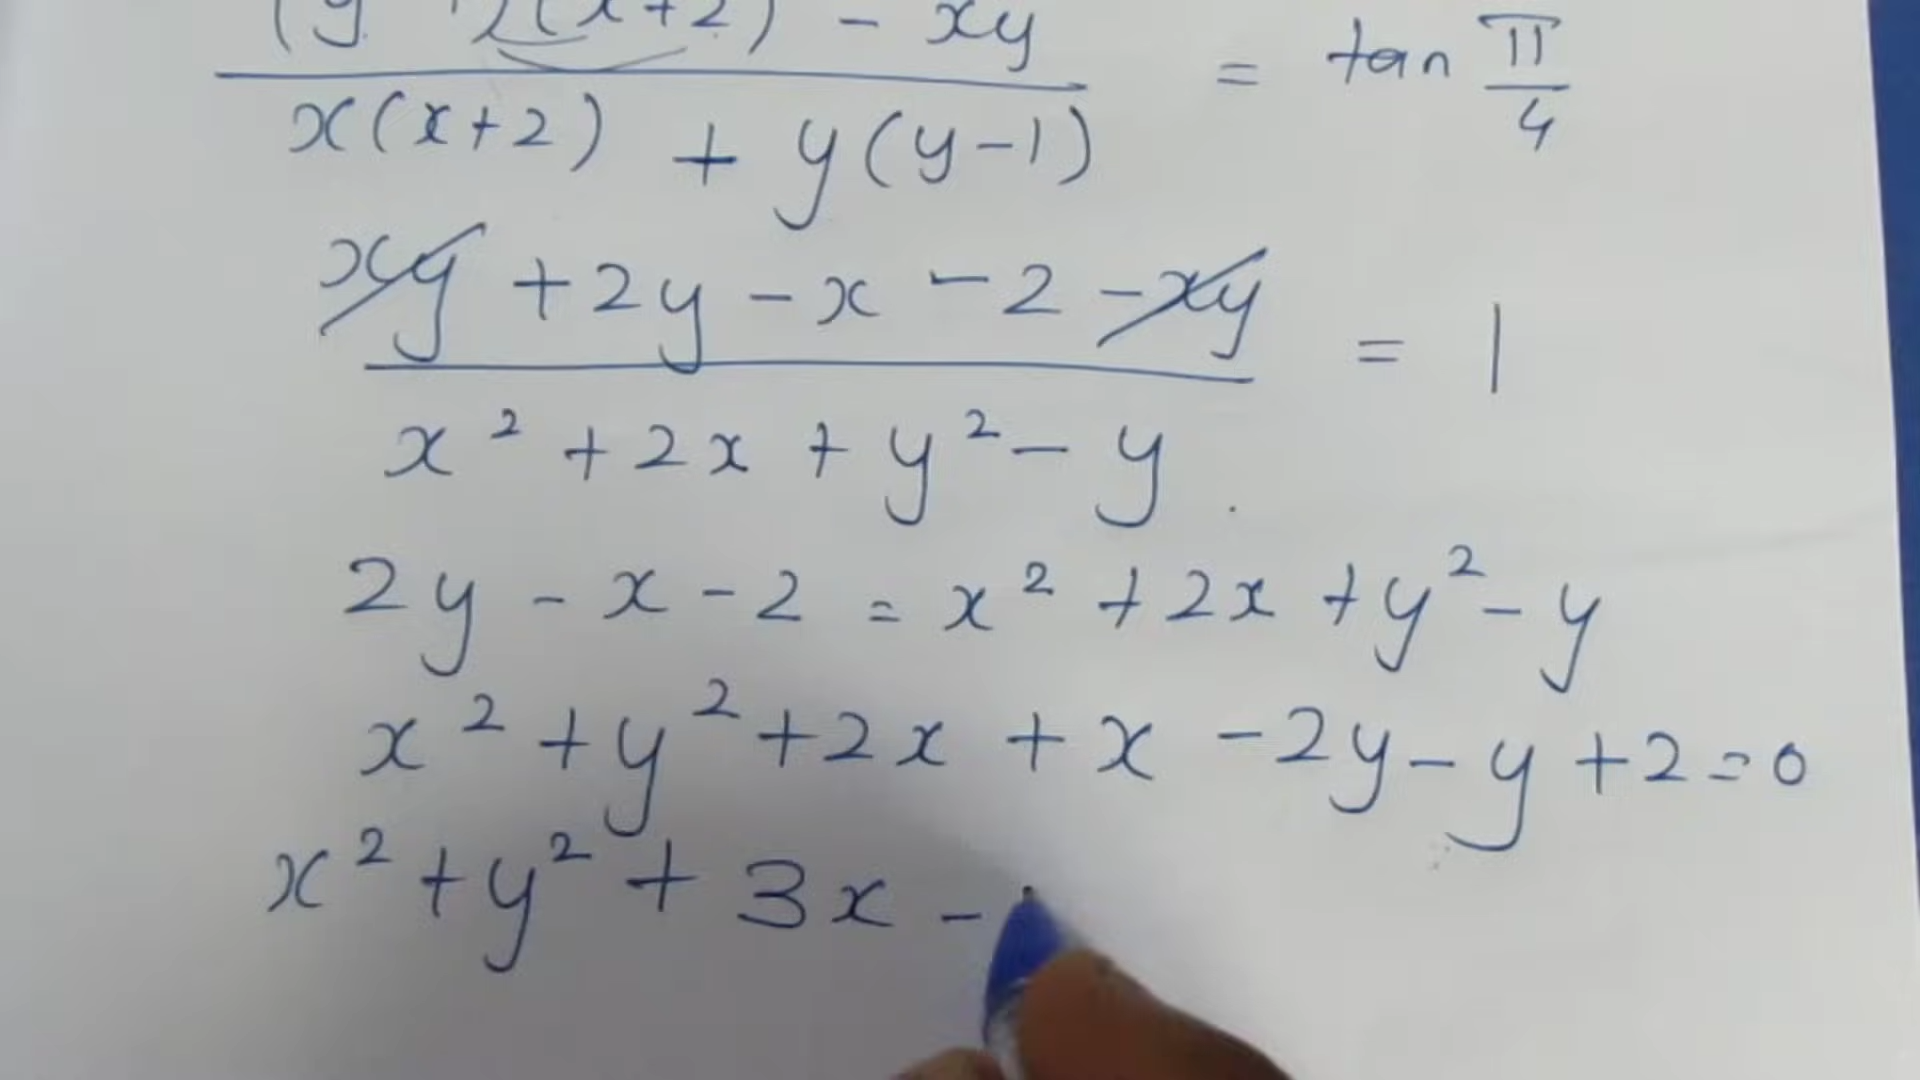 (y-1)(x+2) - xy / x(x+2) + y(y-1) = tan π/4
xy + 2y - x - 2 - xy / x² + 2x + y² - y = 1
2y - x - 2 = x² + 2x + y² - y
x² + y² + 2x + x - 2y - y + 2 = 0
x² + y² + 3x -